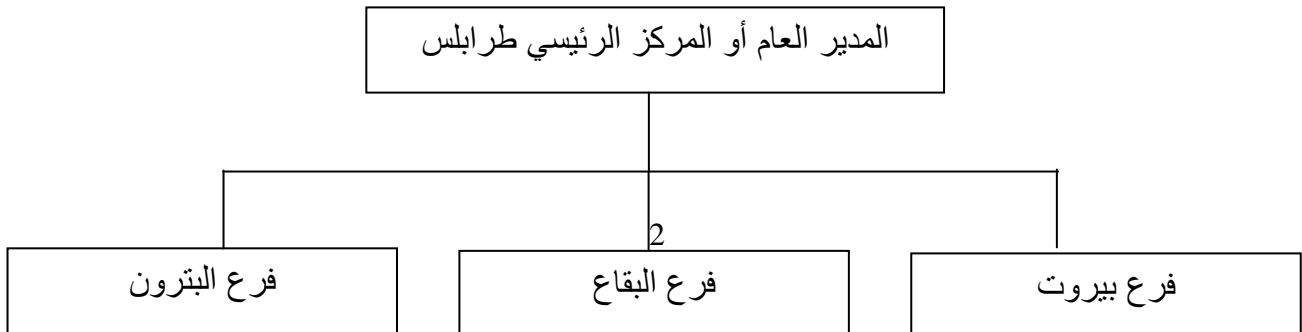 المدير العام أو المركز الرئيسي طرابلس
2
فرع بيروت
فرع البقاع
فرع البترون